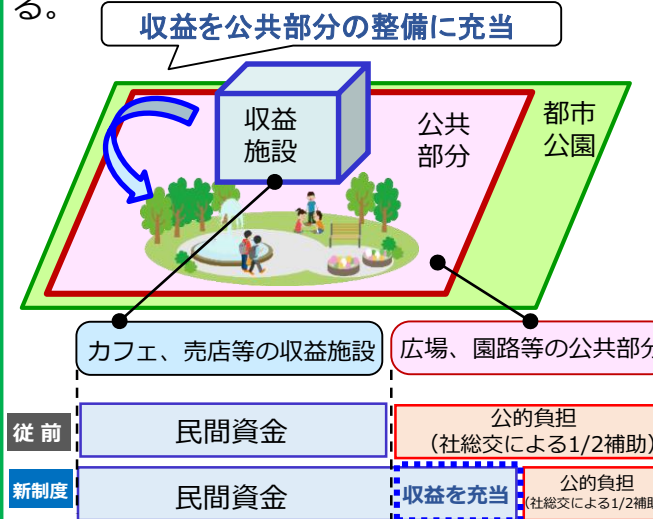 る。
収益を公共部分の整備に充当
収益
施設
公共
部分
都市
公園
カフェ、売店等の収益施設
広場、園路等の公共部分
従 前
民間資金
公的負担
（社総交による1/2補助）
新制度
民間資金
収益を充当
公的負担
（社総交による1/2補助